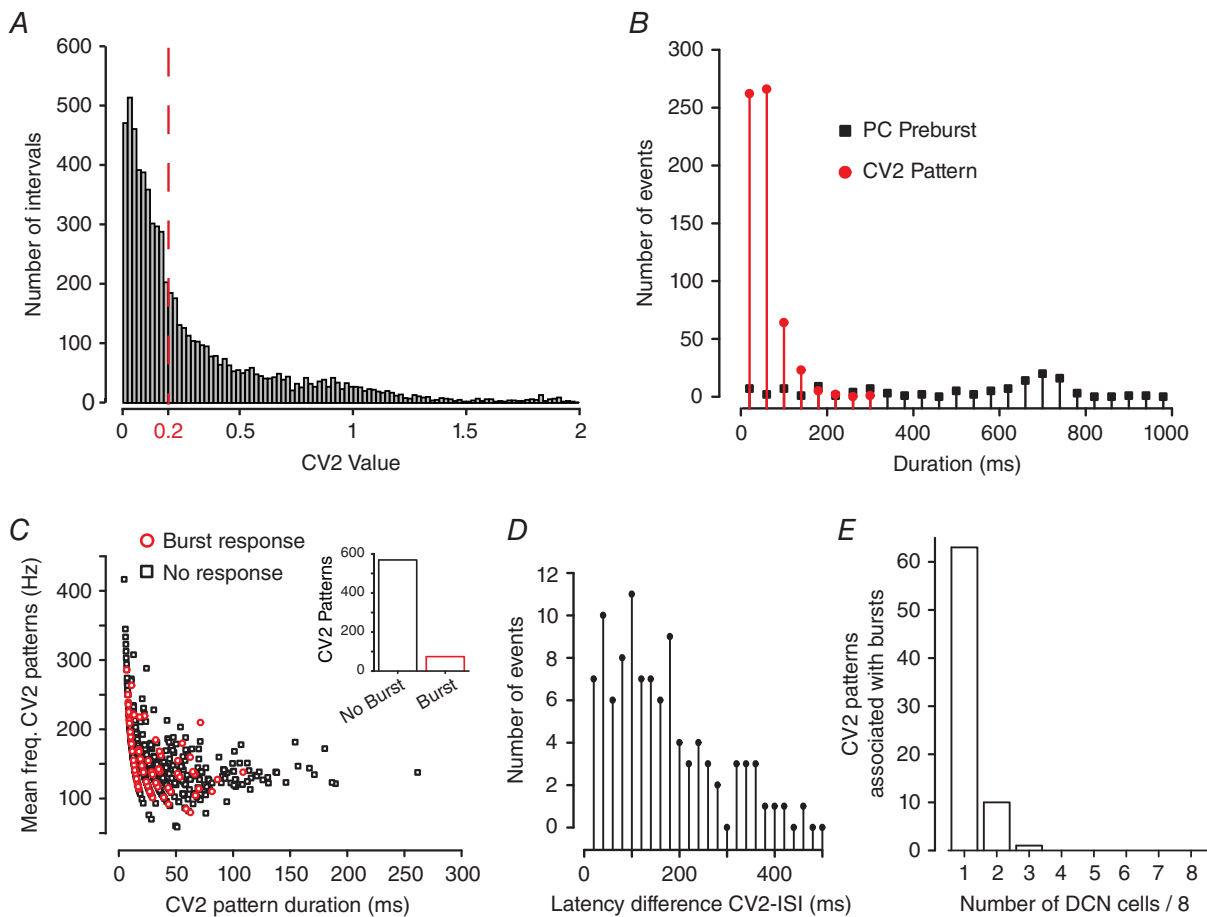 A
600
500
400
300
200
100
0
Number of intervals
0
0.2
0.5
1
1.5
2
CV2 Value
B
300
250
200
150
100
50
0
Number of events
PC Preburst
CV2 Pattern
0
200
400
600
800
1000
Duration (ms)
C
Burst response
No response
400
300
200
100
Mean freq. CV2 patterns (Hz)
0
50
100
150
200
250
300
CV2 pattern duration (ms)
600
400
200
0
CV2 Patterns
No Burst
Burst
D
12
10
8
6
4
2
0
Number of events
0
200
400
Latency difference CV2-ISI (ms)
E
60
50
40
30
20
10
0
CV2 patterns
associated with bursts
1
2
3
4
5
6
7
8
Number of DCN cells / 8